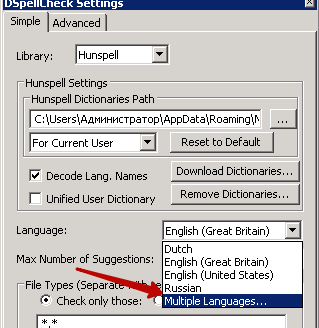 DSpellCheck Settings
Simple Advanced
Library: Hunspell
Hunspell Settings
Hunspell Dictionaries Path
C:\Users\Администратор\AppData\Roaming\N ...
For Current User Reset to Default
Decode Lang. Names Download Dictionaries...
Unified User Dictionary Remove Dictionaries...
Language: English (Great Britain)
Dutch
English (Great Britain)
Max Number of Suggestions:
English (United States)
Russian
File Types (Separate with
Multiple Languages...
Check only those:
*.*